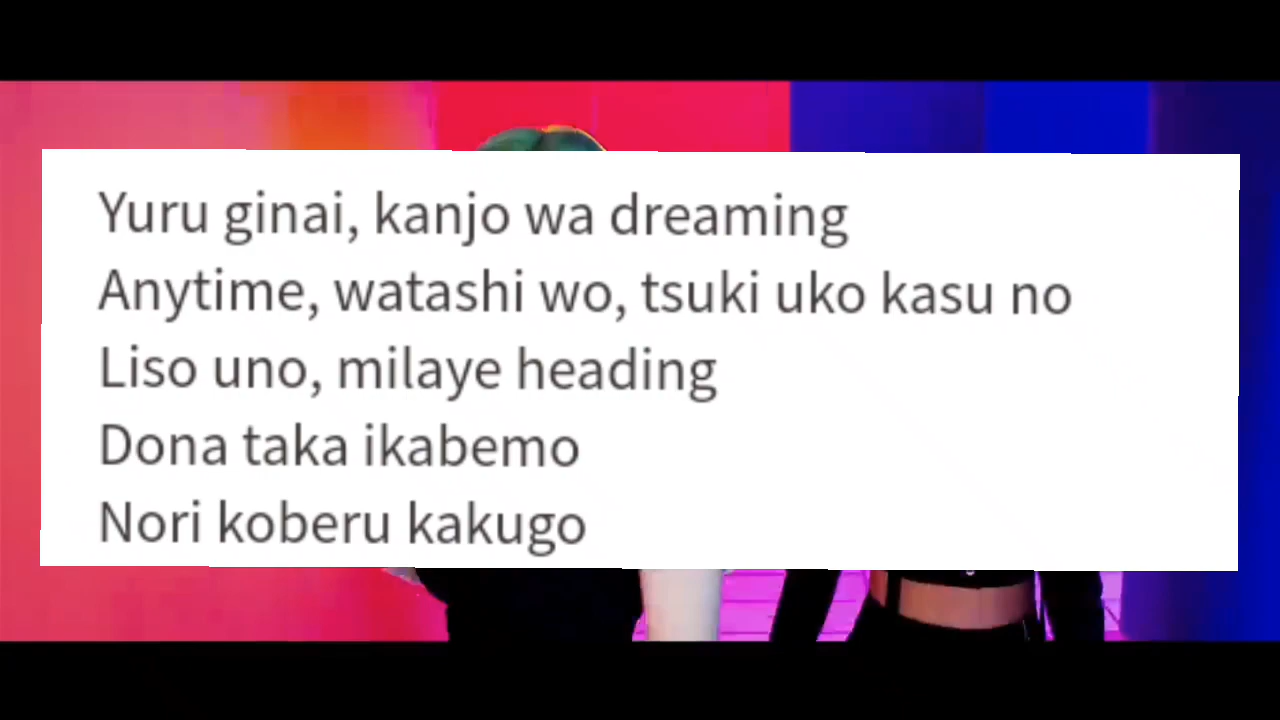 Yuru ginai, kanjo wa dreaming
Anytime, watashi wo, tsuki uko kasu no
Liso uno, milaye heading
Dona taka ikabemo
Nori koberu kakugo